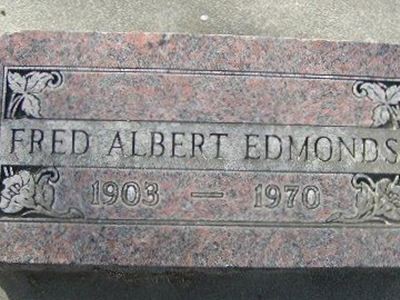 FRED ALBERT EDMONDS
1903 — 1970